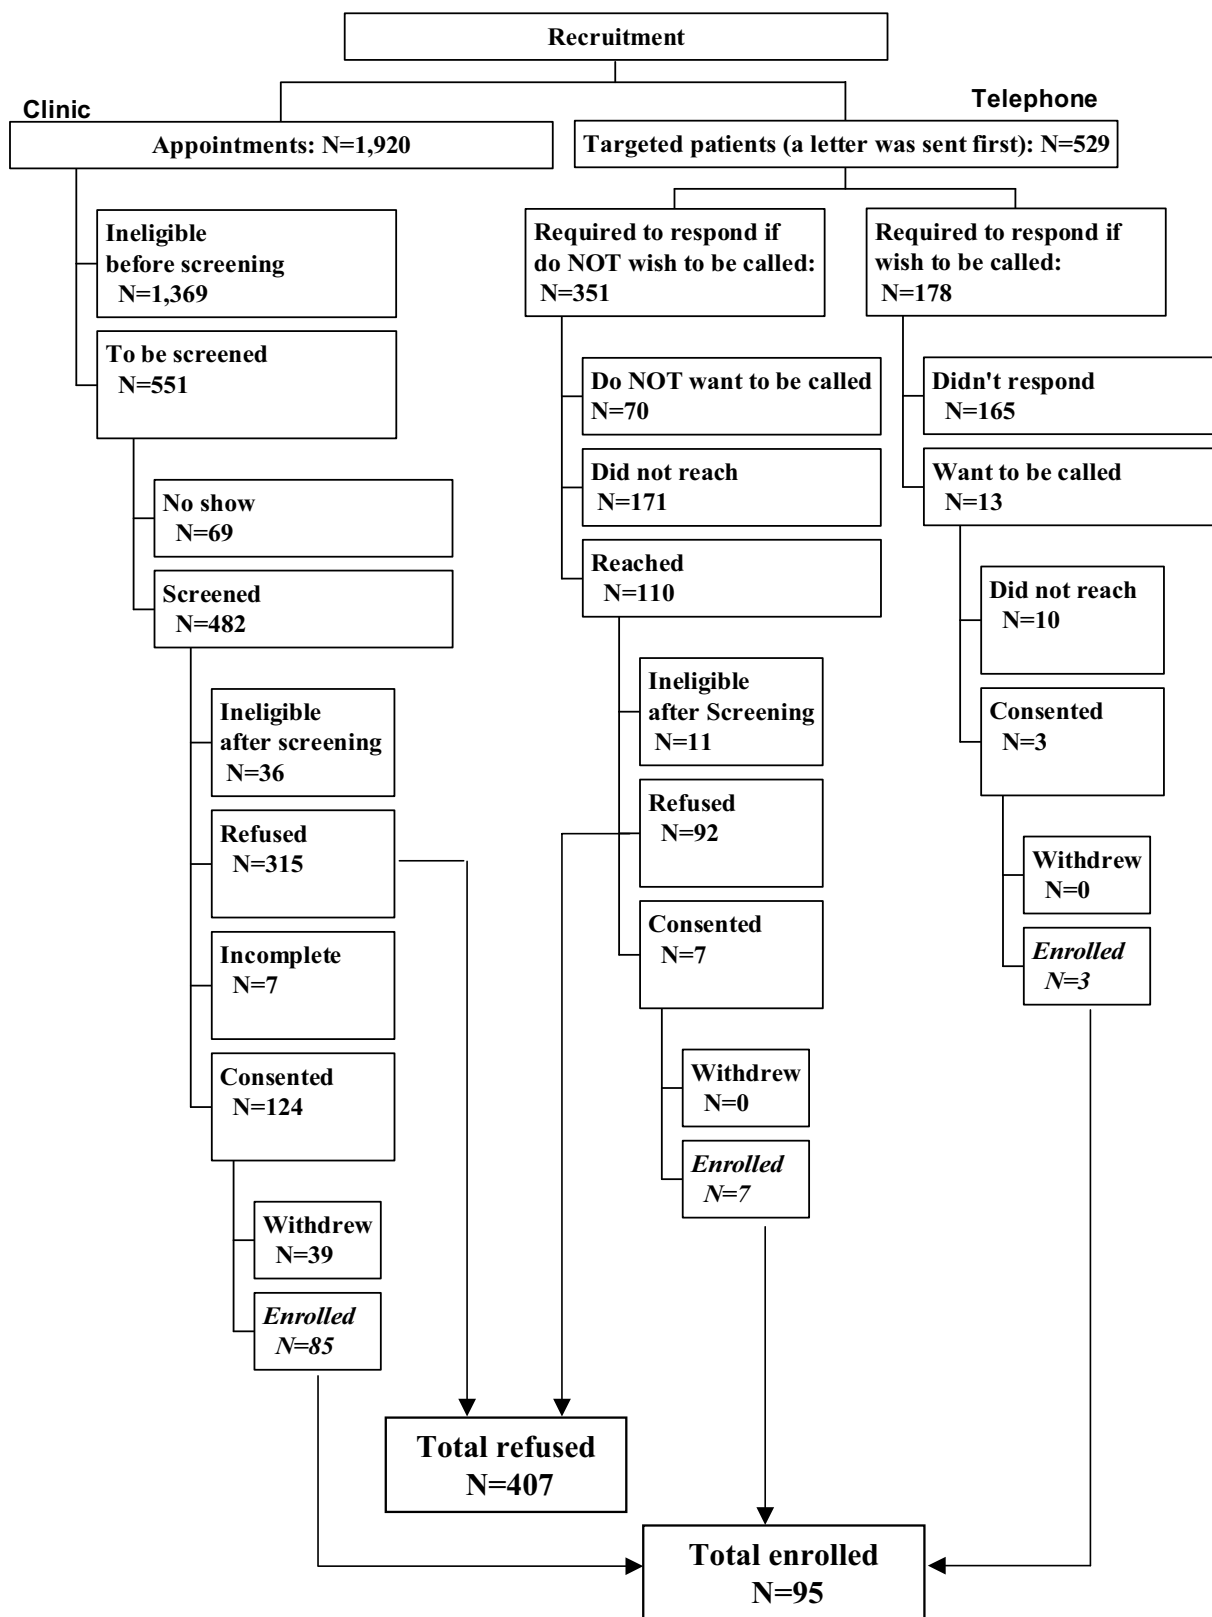 Recruitment
Clinic
Telephone
Appointments: N=1,920
Targeted patients (a letter was sent first): N=529
Ineligible
before screening
N=1,369
To be screened
N=551
No show
N=69
Screened
N=482
Ineligible
after screening
N=36
Refused
N=315
Incomplete
N=7
Consented
N=124
Withdrew
N=39
Enrolled
N=85
Required to respond if
do NOT wish to be called:
N=351
Do NOT want to be called
N=70
Did not reach
N=171
Reached
N=110
Ineligible
after Screening
N=11
Refused
N=92
Consented
N=7
Withdrew
N=0
Enrolled
N=7
Required to respond if
wish to be called:
N=178
Didn't respond
N=165
Want to be called
N=13
Did not reach
N=10
Consented
N=3
Withdrew
N=0
Enrolled
N=3
Total refused
N=407
Total enrolled
N=95